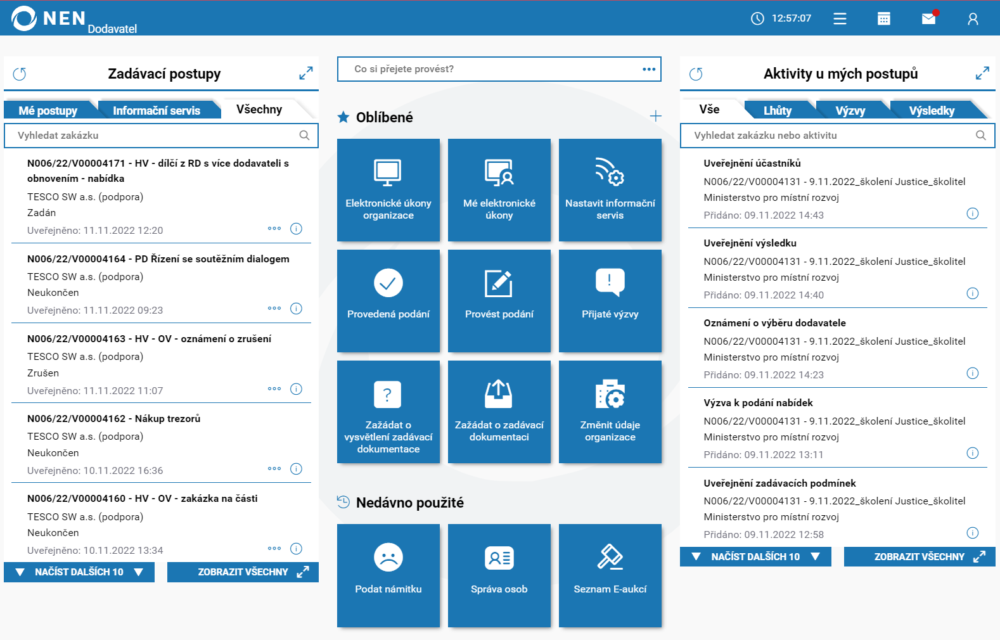 NEN
Dodavatel
12:57:07
Zadávací postupy
Mé postupy
Informační servis
Všechny
Vyhledat zakázku
N006/22/V00004171 - HV - dílčí z RD s více dodavateli s
obnovením - nabídka
TESCO SW a.s. (podpora)
Zadán
Uveřejněno: 11.11.2022 12:20
N006/22/V00004164 - PD Řízení se soutěžním dialogem
TESCO SW a.s. (podpora)
Neukončen
Uveřejněno: 11.11.2022 09:23
N006/22/V00004163 - HV - OV - oznámení o zrušení
TESCO SW a.s. (podpora)
Zrušen
Uveřejněno: 11.11.2022 11:07
N006/22/V00004162 - Nákup trezorů
TESCO SW a.s. (podpora)
Neukončen
Uveřejněno: 10.11.2022 16:36
N006/22/V00004160 - HV - OV - zakázka na části
TESCO SW a.s. (podpora)
Neukončen
Uveřejněno: 10.11.2022 13:34
NAČÍST DALŠÍCH 10
ZOBRAZIT VŠECHNY
Co si přejete provést?
Oblíbené
Elektronické úkony
organizace
Mé elektronické
úkony
Nastavit informační
servis
Provedená podání
Provést podání
Přijaté výzvy
Zažádat o
vysvětlení zadávací
dokumentace
Zažádat o zadávací
dokumentaci
Změnit údaje
organizace
Nedávno použité
Podat námitku
Správa osob
Seznam E-aukcí
Aktivity u mých postupů
Vše
Lhůty
Výzvy
Výsledky
Vyhledat zakázku nebo aktivitu
Uveřejnění účastníků
N006/22/V00004131 - 9.11.2022_školení Justice_školitel
Ministerstvo pro místní rozvoj
Přidáno: 09.11.2022 14:43
Uveřejnění výsledku
N006/22/V00004131 - 9.11.2022_školení Justice_školitel
Ministerstvo pro místní rozvoj
Přidáno: 09.11.2022 14:40
Oznámení o výběru dodavatele
N006/22/V00004131 - 9.11.2022_školení Justice_školitel
Ministerstvo pro místní rozvoj
Přidáno: 09.11.2022 14:23
Výzva k podání nabídek
N006/22/V00004131 - 9.11.2022_školení Justice_školitel
Ministerstvo pro místní rozvoj
Přidáno: 09.11.2022 13:11
Uveřejnění zadávacích podmínek
N006/22/V00004131 - 9.11.2022_školení Justice_školitel
Ministerstvo pro místní rozvoj
Přidáno: 09.11.2022 12:58
NAČÍST DALŠÍCH 10
ZOBRAZIT VŠECHNY